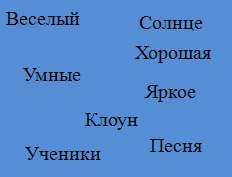 Веселый
Солнце
Хорошая
Умные
Яркое
Клоун
Ученики
Песня